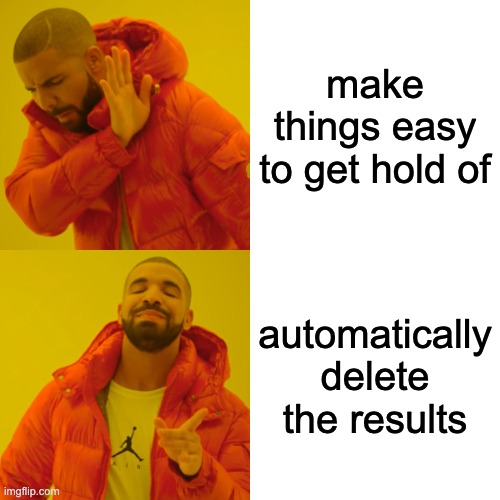 make
things easy
to get hold of
automatically
delete
the results
imgflip.com